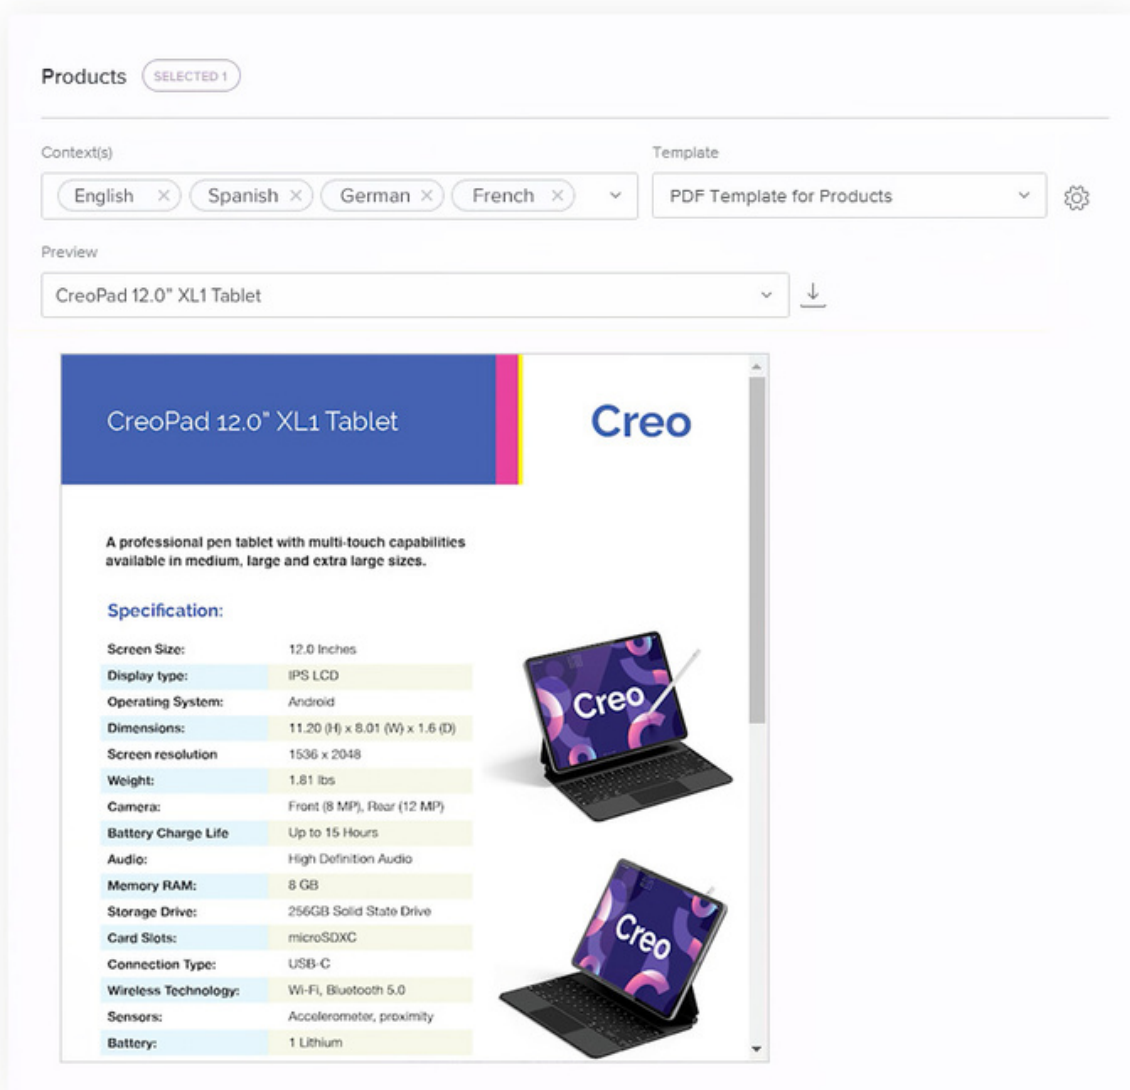 Products SELECTED 1
Context(s) Template
English × Spanish × German × French × PDF Template for Products
Preview
CreoPad 12.0" XL1 Tablet
CreoPad 12.0" XL1 Tablet Creo
A professional pen tablet with multi-touch capabilities
available in medium, large and extra large sizes.
Specification:
Screen Size: 12.0 Inches
Display type: IPS LCD
Operating System: Android
Dimensions: 11.20 (H) x 8.01 (W) x 1.6 (D)
Screen resolution 1536 x 2048
Weight: 1.81 lbs
Camera: Front (8 MP), Rear (12 MP)
Battery Charge Life Up to 15 Hours
Audio: High Definition Audio
Memory RAM: 8 GB
Storage Drive: 256GB Solid State Drive
Card Slots: microSDXC
Connection Type: USB-C
Wireless Technology: Wi-Fi, Bluetooth 5.0
Sensors: Accelerometer, proximity
Battery: 1 Lithium
Creo
Creo